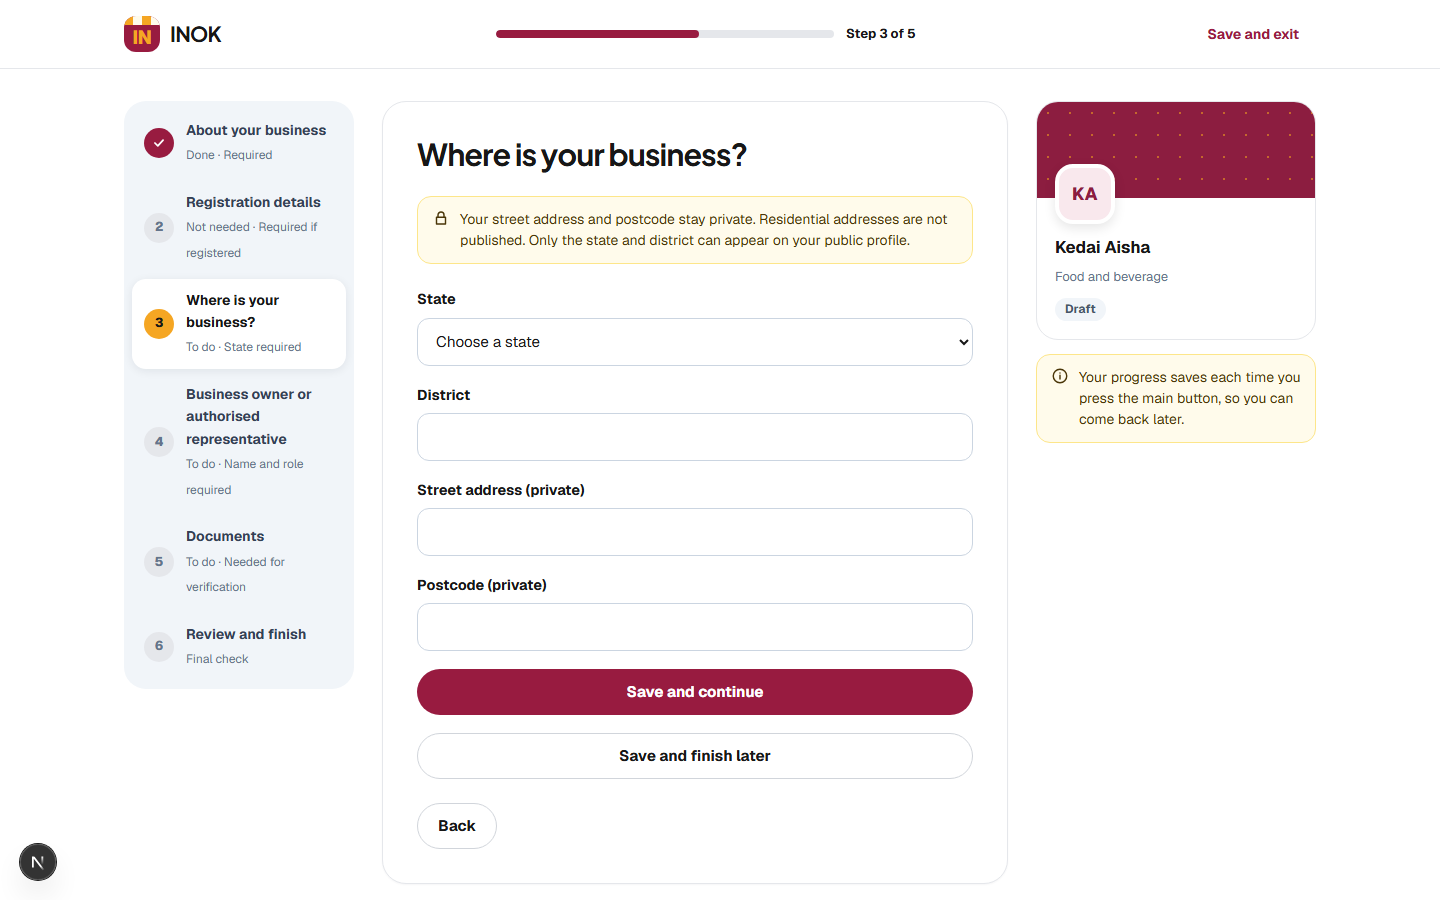 IN INOK
Step 3 of 5
Save and exit
About your business
Done · Required
2
Registration details
Not needed · Required if
registered
3
Where is your
business?
To do · State required
4
Business owner or
authorised
representative
To do · Name and role
required
5
Documents
To do · Needed for
verification
6
Review and finish
Final check
Where is your business?
Your street address and postcode stay private. Residential addresses are not
published. Only the state and district can appear on your public profile.
State
Choose a state
District
Street address (private)
Postcode (private)
Save and continue
Save and finish later
Back
KA
Kedai Aisha
Food and beverage
Draft
Your progress saves each time you
press the main button, so you can
come back later.
N